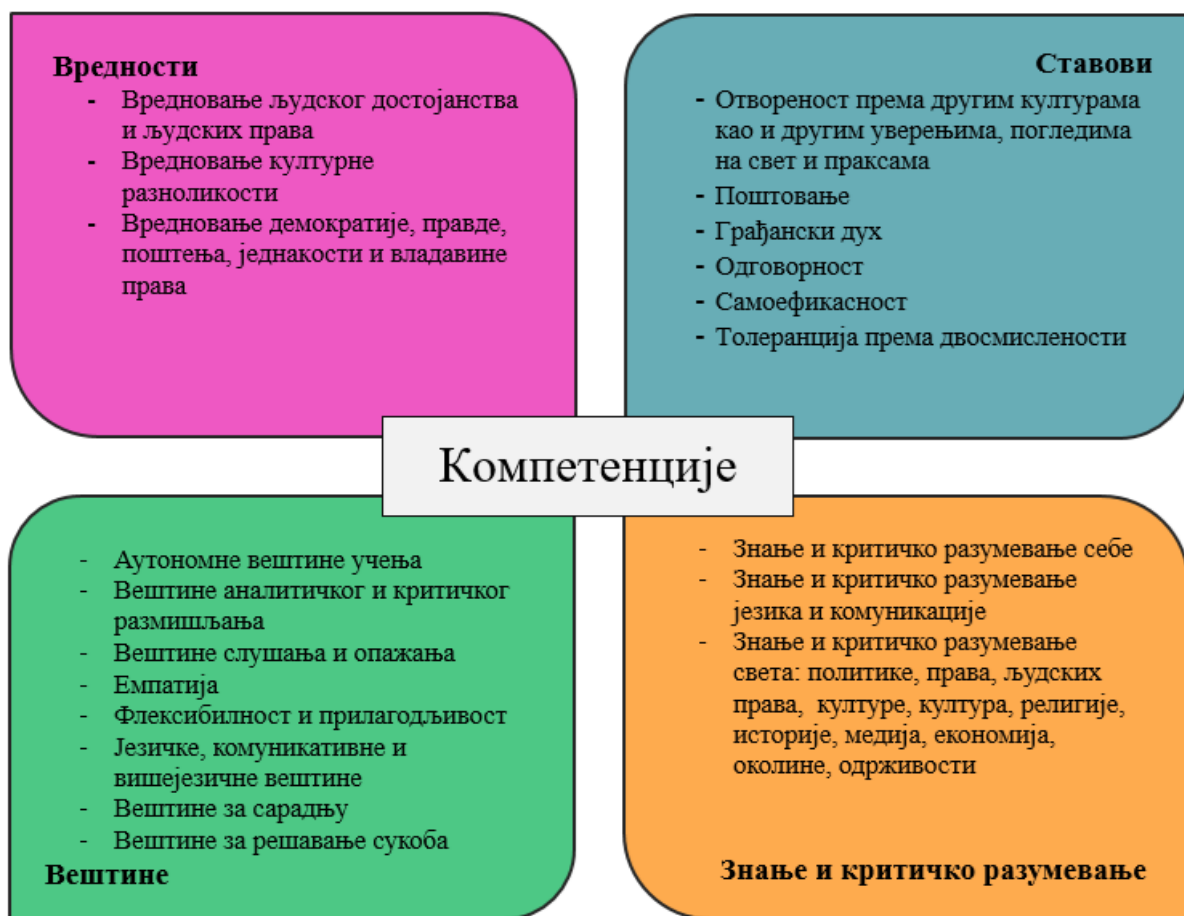 Вредности
- Вредновање људског достојанства
и људских права
- Вредновање културне
разноликости
- Вредновање демократије, правде,
поштења, једнакости и владавине
права
Ставови
- Отвореност према другим културама
као и другим уверењима, погледима
на свет и праксама
- Поштовање
- Грађански дух
- Одговорност
- Самоефикасност
- Толеранција према двосмислености
Компетенције
- Аутономне вештине учења
- Вештине аналитичког и критичког
размишљања
- Вештине слушања и опажања
- Емпатија
- Флексибилност и прилагодљивост
- Језичке, комуникативне и
вишејезичне вештине
- Вештине за сарадњу
- Вештине за решавање сукоба
Вештине
- Знање и критичко разумевање себе
- Знање и критичко разумевање
језика и комуникације
- Знање и критичко разумевање
света: политике, права, људских
права, културе, култура, религије,
историје, медија, економија,
околине, одрживости
Знање и критичко разумевање